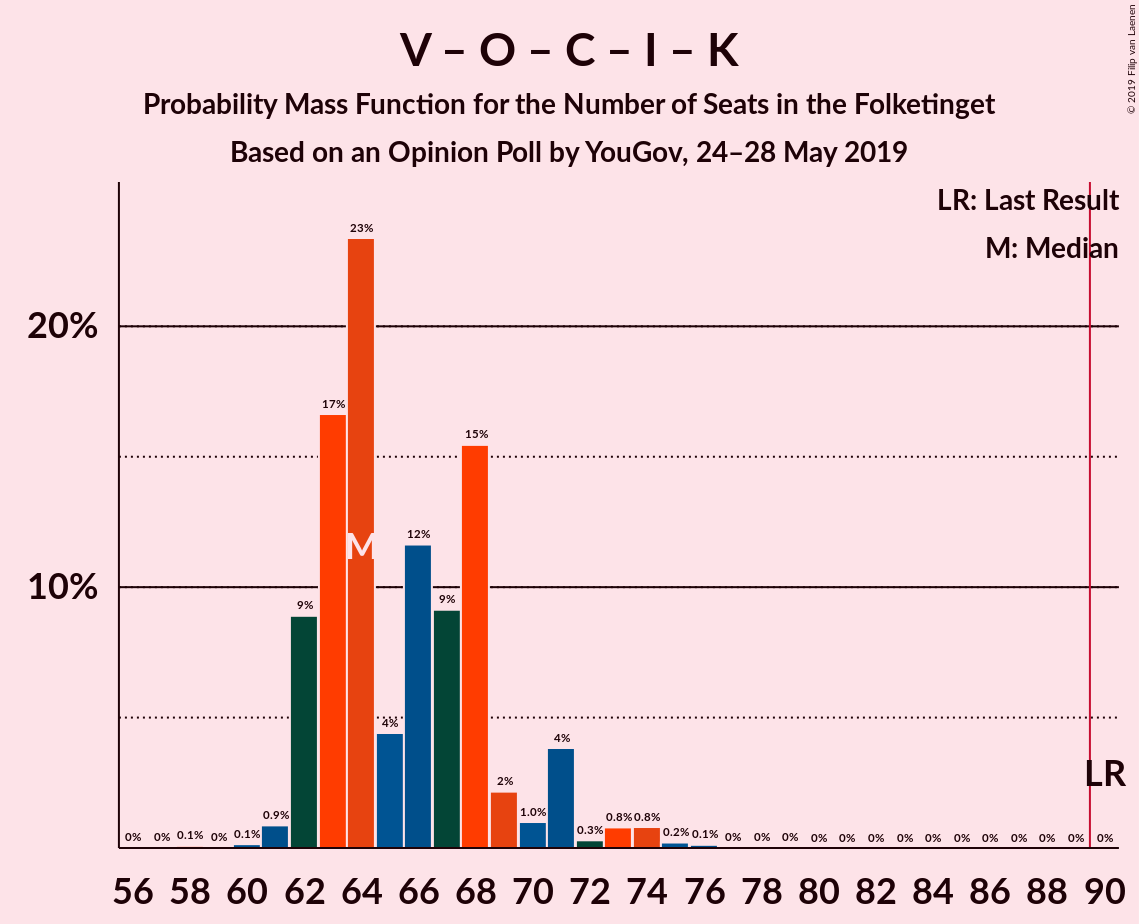 V – O – C – I – K
Probability Mass Function for the Number of Seats in the Folketinget
Based on an Opinion Poll by YouGov, 24–28 May 2019
© 2019 Filip van Laenen
LR: Last Result
M: Median
23%
20%
17%
15%
12%
M
10%
9%
9%
4%
4%
LR
2%
0% 0% 0.1% 0% 0.1% 0.9% 1.0% 0.3% 0.8% 0.8% 0.2% 0.1% 0% 0% 0% 0% 0% 0% 0% 0% 0% 0% 0% 0% 0% 0%
56 58 60 62 64 66 68 70 72 74 76 78 80 82 84 86 88 90